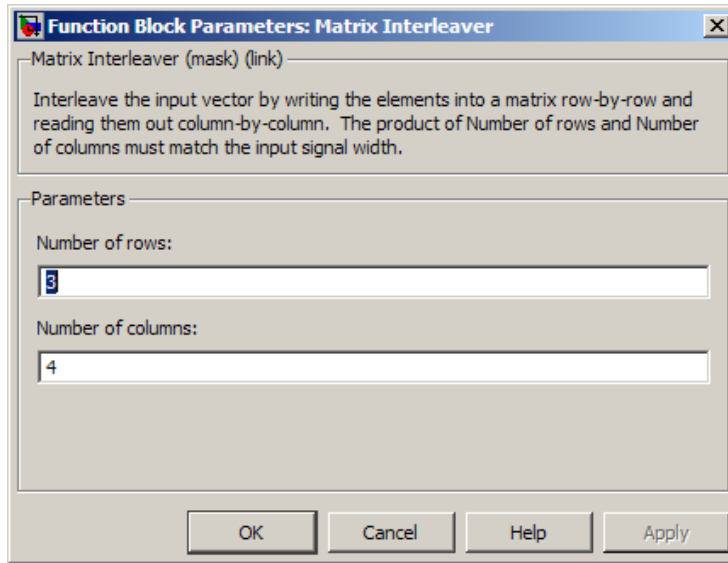 Function Block Parameters: Matrix Interleaver
Matrix Interleaver (mask) (link)
Interleave the input vector by writing the elements into a matrix row-by-row and
reading them out column-by-column. The product of Number of rows and Number
of columns must match the input signal width.
Parameters
Number of rows:
3
Number of columns:
4
OK Cancel Help Apply